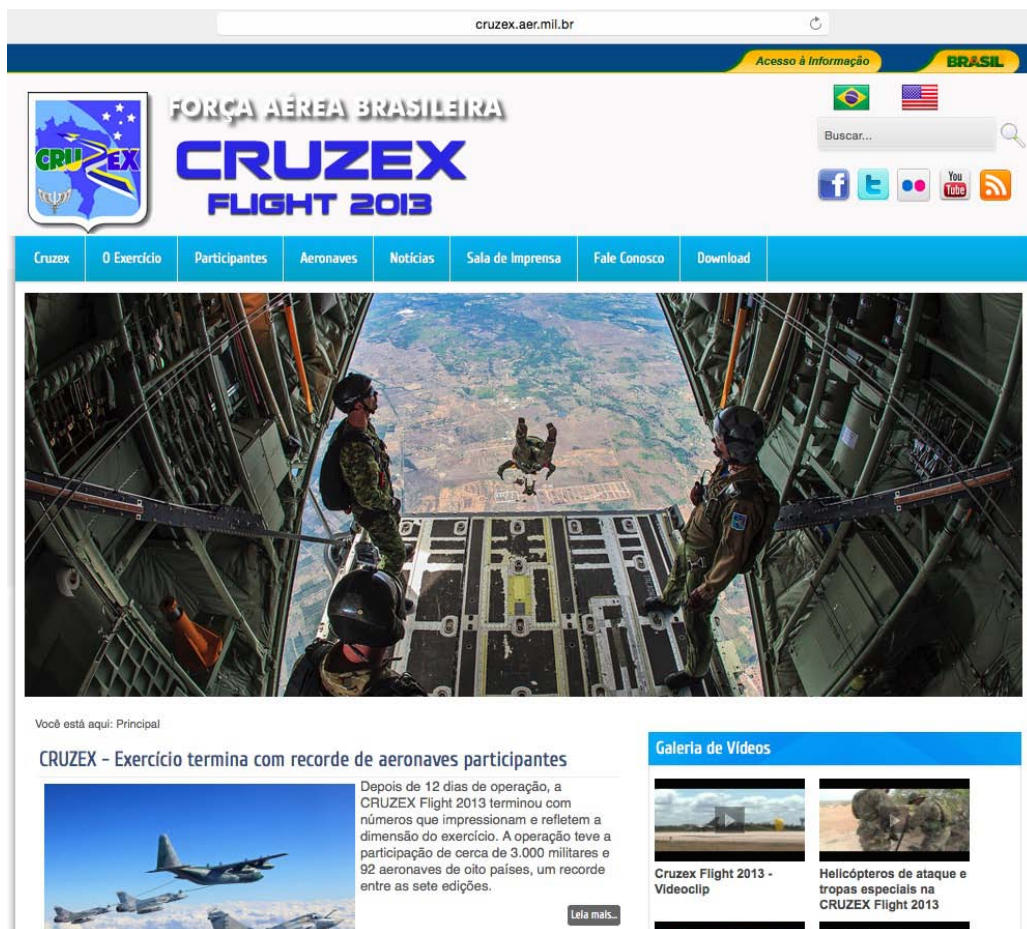 cruzex.aer.mil.br
Acesso à Informação
BRASIL
FORÇA AÉREA BRASILEIRA
CRUZEX
CRUZEX
FLIGHT 2013
Buscar...
You
Tube
Cruzex
O Exercício
Participantes
Aeronaves
Notícias
Sala de Imprensa
Fale Conosco
Download
Você está aqui: Principal
CRUZEX - Exercício termina com recorde de aeronaves participantes
Depois de 12 dias de operação, a
CRUZEX Flight 2013 terminou com
números que impressionam e refletem a
dimensão do exercício. A operação teve a
participação de cerca de 3.000 militares e
92 aeronaves de oito países, um recorde
entre as sete edições.
Leia mais...
Galeria de Vídeos
Cruzex Flight 2013 -
Videoclip
Helicópteros de ataque e
tropas especiais na
CRUZEX Flight 2013